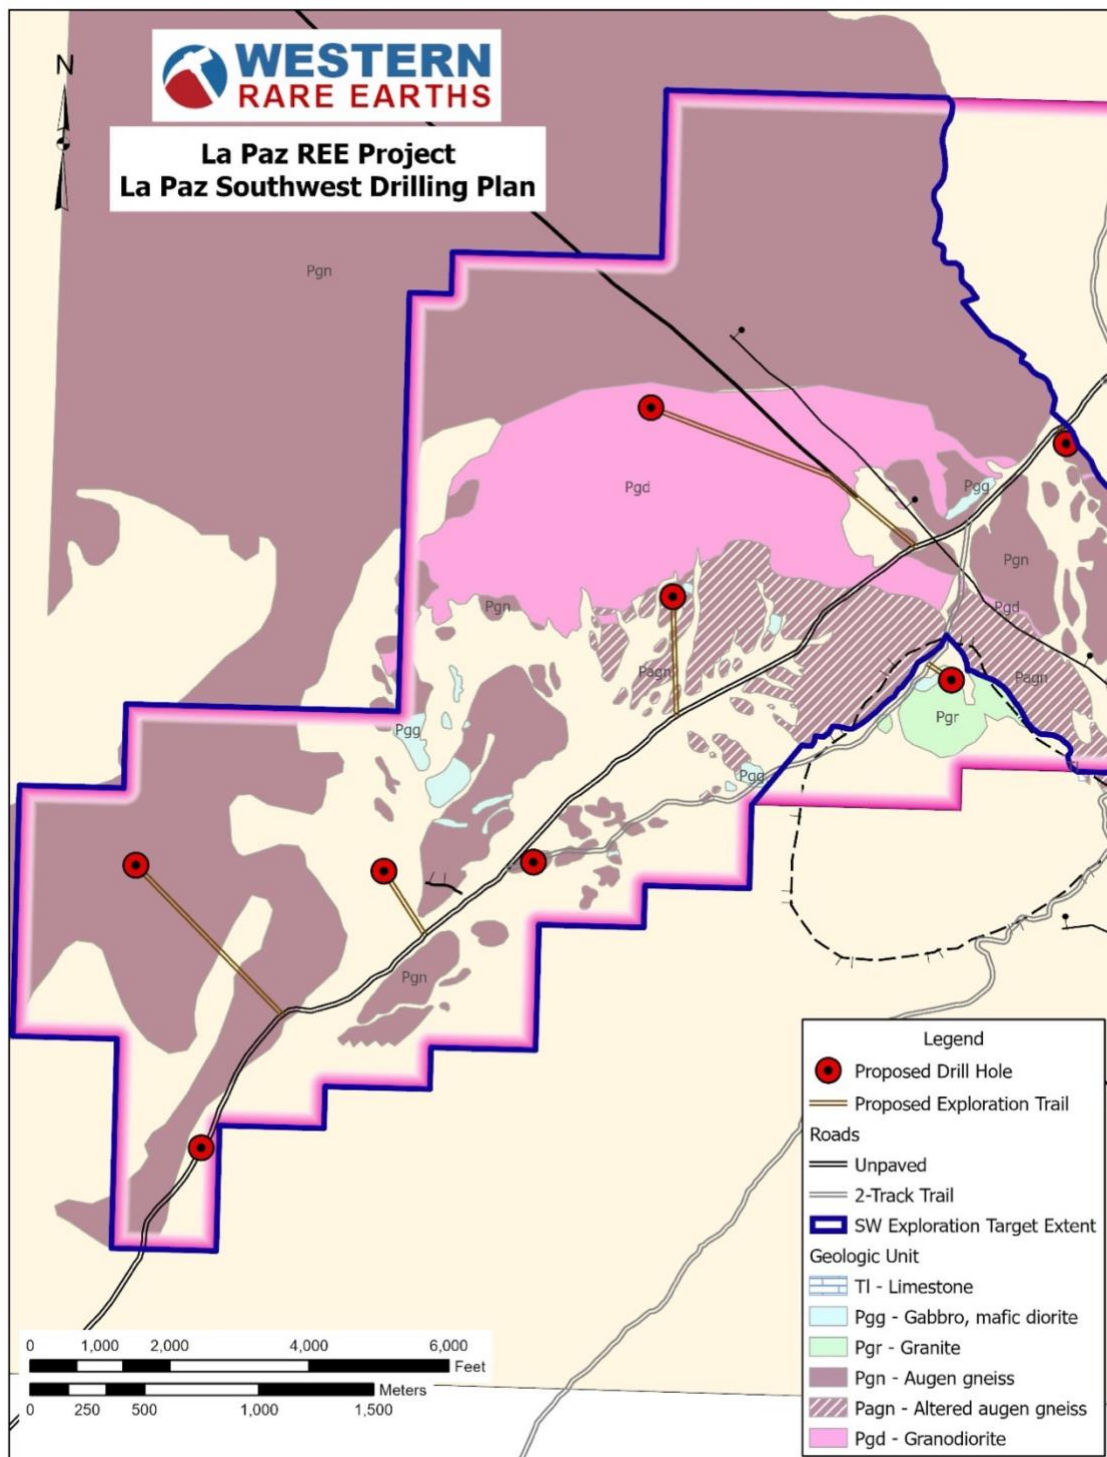 N
WESTERN
RARE EARTHS
La Paz REE Project
La Paz Southwest Drilling Plan
Pgn
Pgd
Pgg
Pgn
Pgn
Pgd
Pagn
Pagn
Pgr
Pgg
Pgg
Tl
Pgn
Legend
Proposed Drill Hole
Proposed Exploration Trail
Roads
Unpaved
2-Track Trail
SW Exploration Target Extent
Geologic Unit
Tl - Limestone
Pgg - Gabbro, mafic diorite
Pgr - Granite
Pgn - Augen gneiss
Pagn - Altered augen gneiss
Pgd - Granodiorite
0 1,000 2,000 4,000 6,000
Feet
Meters
0 250 500 1,000 1,500